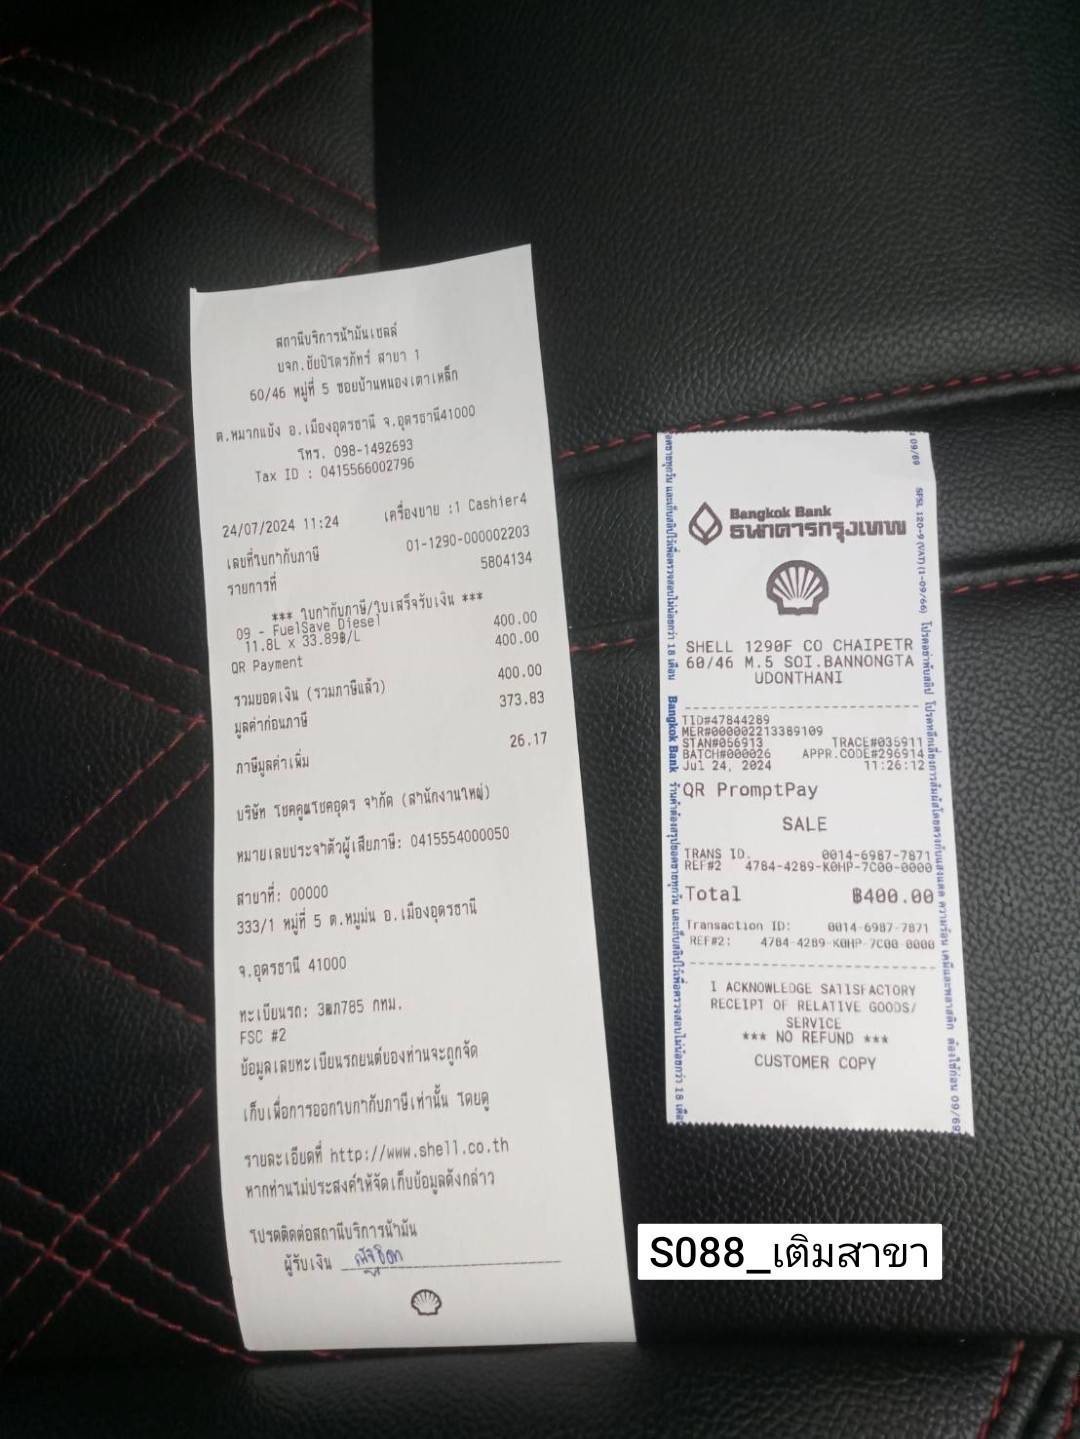 สถานีบริการน้ำมันเชลล์
บจก.ชัยปิโตรภัทร์ สาขา 1
60/46 หมู่ที่ 5 ซอยบ้านหนองเตาเหล็ก
ต.หมากแข้ง อ.เมืองอุดรธานี จ.อุดรธานี41000
โทร. 098-1492693
Tax ID : 0415566002796
24/07/2024 11:24 เครื่องขาย :1 Cashier4
เลขที่ใบกำกับภาษี 01-1290-000002203
รายการที่ 5804134
*** ใบกำกับภาษี/ใบเสร็จรับเงิน ***
09 - FuelSave Diesel 400.00
11.8L x 33.89฿/L
QR Payment 400.00
รวมยอดเงิน (รวมภาษีแล้ว) 400.00
มูลค่าก่อนภาษี 373.83
ภาษีมูลค่าเพิ่ม 26.17
บริษัท โชคคูณโชคอุดร จำกัด (สำนักงานใหญ่)
หมายเลขประจำตัวผู้เสียภาษี: 0415554000050
สาขาที่: 00000
333/1 หมู่ที่ 5 ต.หมูม่น อ.เมืองอุดรธานี
จ.อุดรธานี 41000
ทะเบียนรถ: 3ฒก785 กทม.
FSC #2
ข้อมูลเลขทะเบียนรถยนต์ของท่านจะถูกจัด
เก็บเพื่อการออกใบกำกับภาษีเท่านั้น โดยดู
รายละเอียดที่ http://www.shell.co.th
หากท่านไม่ประสงค์ให้จัดเก็บข้อมูลดังกล่าว
โปรดติดต่อสถานีบริการน้ำมัน
ผู้รับเงิน
Bangkok Bank
ธนาคารกรุงเทพ
SHELL 1290F CO CHAIPETR
60/46 M.5 SOI.BANNONGTA
UDONTHANI
TID#47844289
MER#000002213389109
STAN#056913 TRACE#035911
BATCH#000026 APPR.CODE#296914
Jul 24, 2024 11:26:12
QR PromptPay
SALE
TRANS ID. 0014-6987-7871
REF#2 4784-4289-K0HP-7C00-0000
Total ฿400.00
Transaction ID: 0014-6987-7871
REF#2: 4784-4289-K0HP-7C00-0000
I ACKNOWLEDGE SATISFACTORY
RECEIPT OF RELATIVE GOODS/
SERVICE
*** NO REFUND ***
CUSTOMER COPY
S088_เติมสาขา